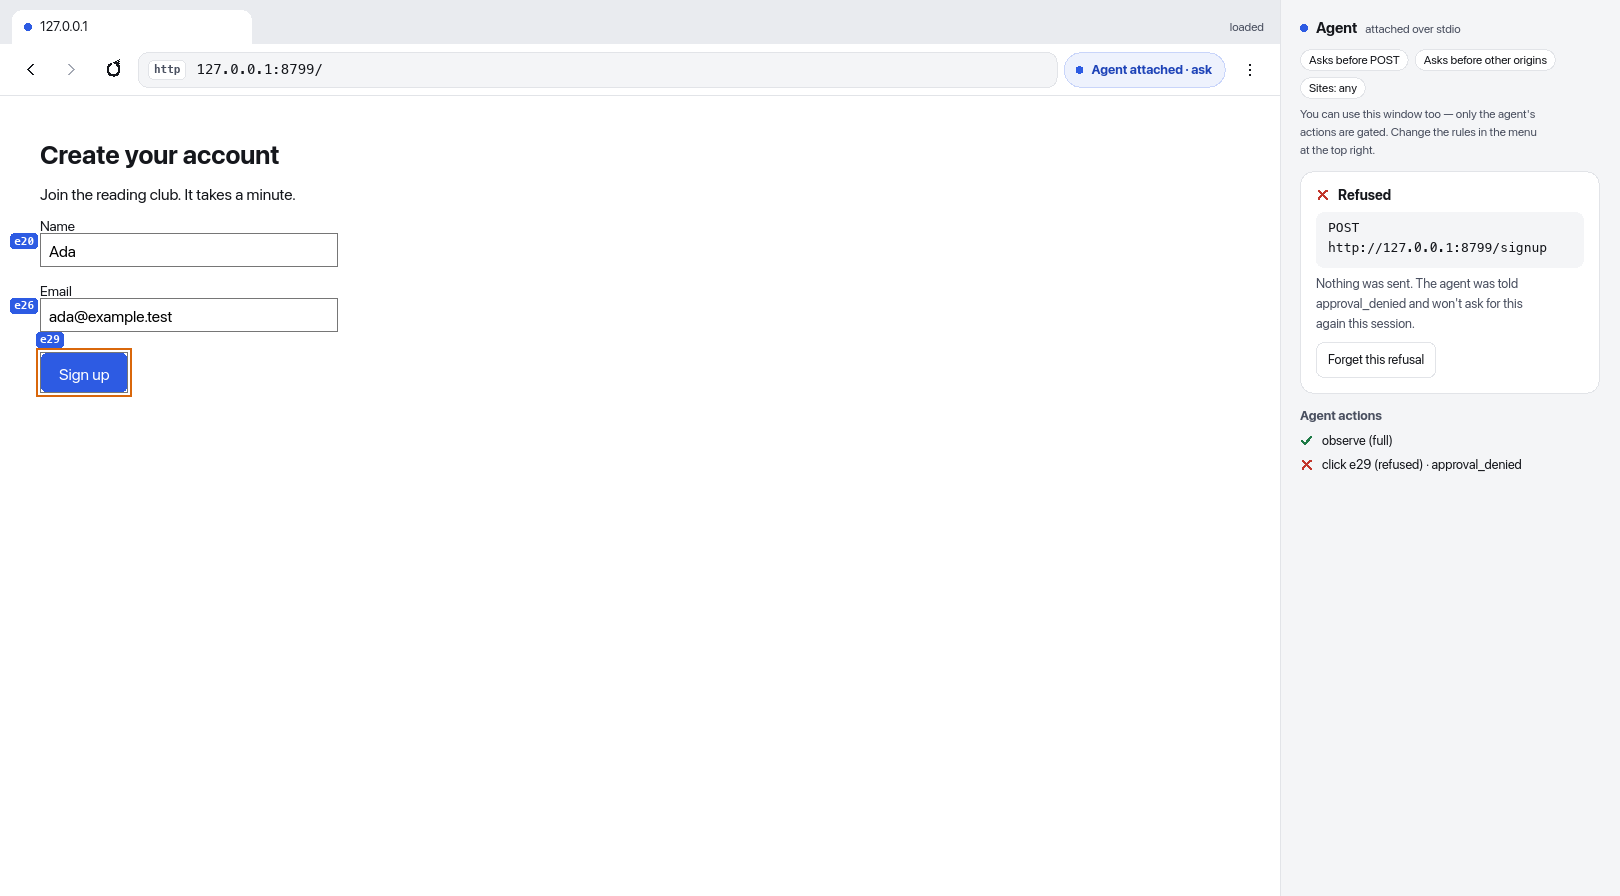 127.0.0.1
loaded
http 127.0.0.1:8799/
Agent attached · ask
Create your account
Join the reading club. It takes a minute.
Name
e20
Ada
Email
e26
ada@example.test
e29
Sign up
Agent attached over stdio
Asks before POST
Asks before other origins
Sites: any
You can use this window too — only the agent's
actions are gated. Change the rules in the menu
at the top right.
Refused
POST
http://127.0.0.1:8799/signup
Nothing was sent. The agent was told
approval_denied and won't ask for this
again this session.
Forget this refusal
Agent actions
observe (full)
click e29 (refused) · approval_denied